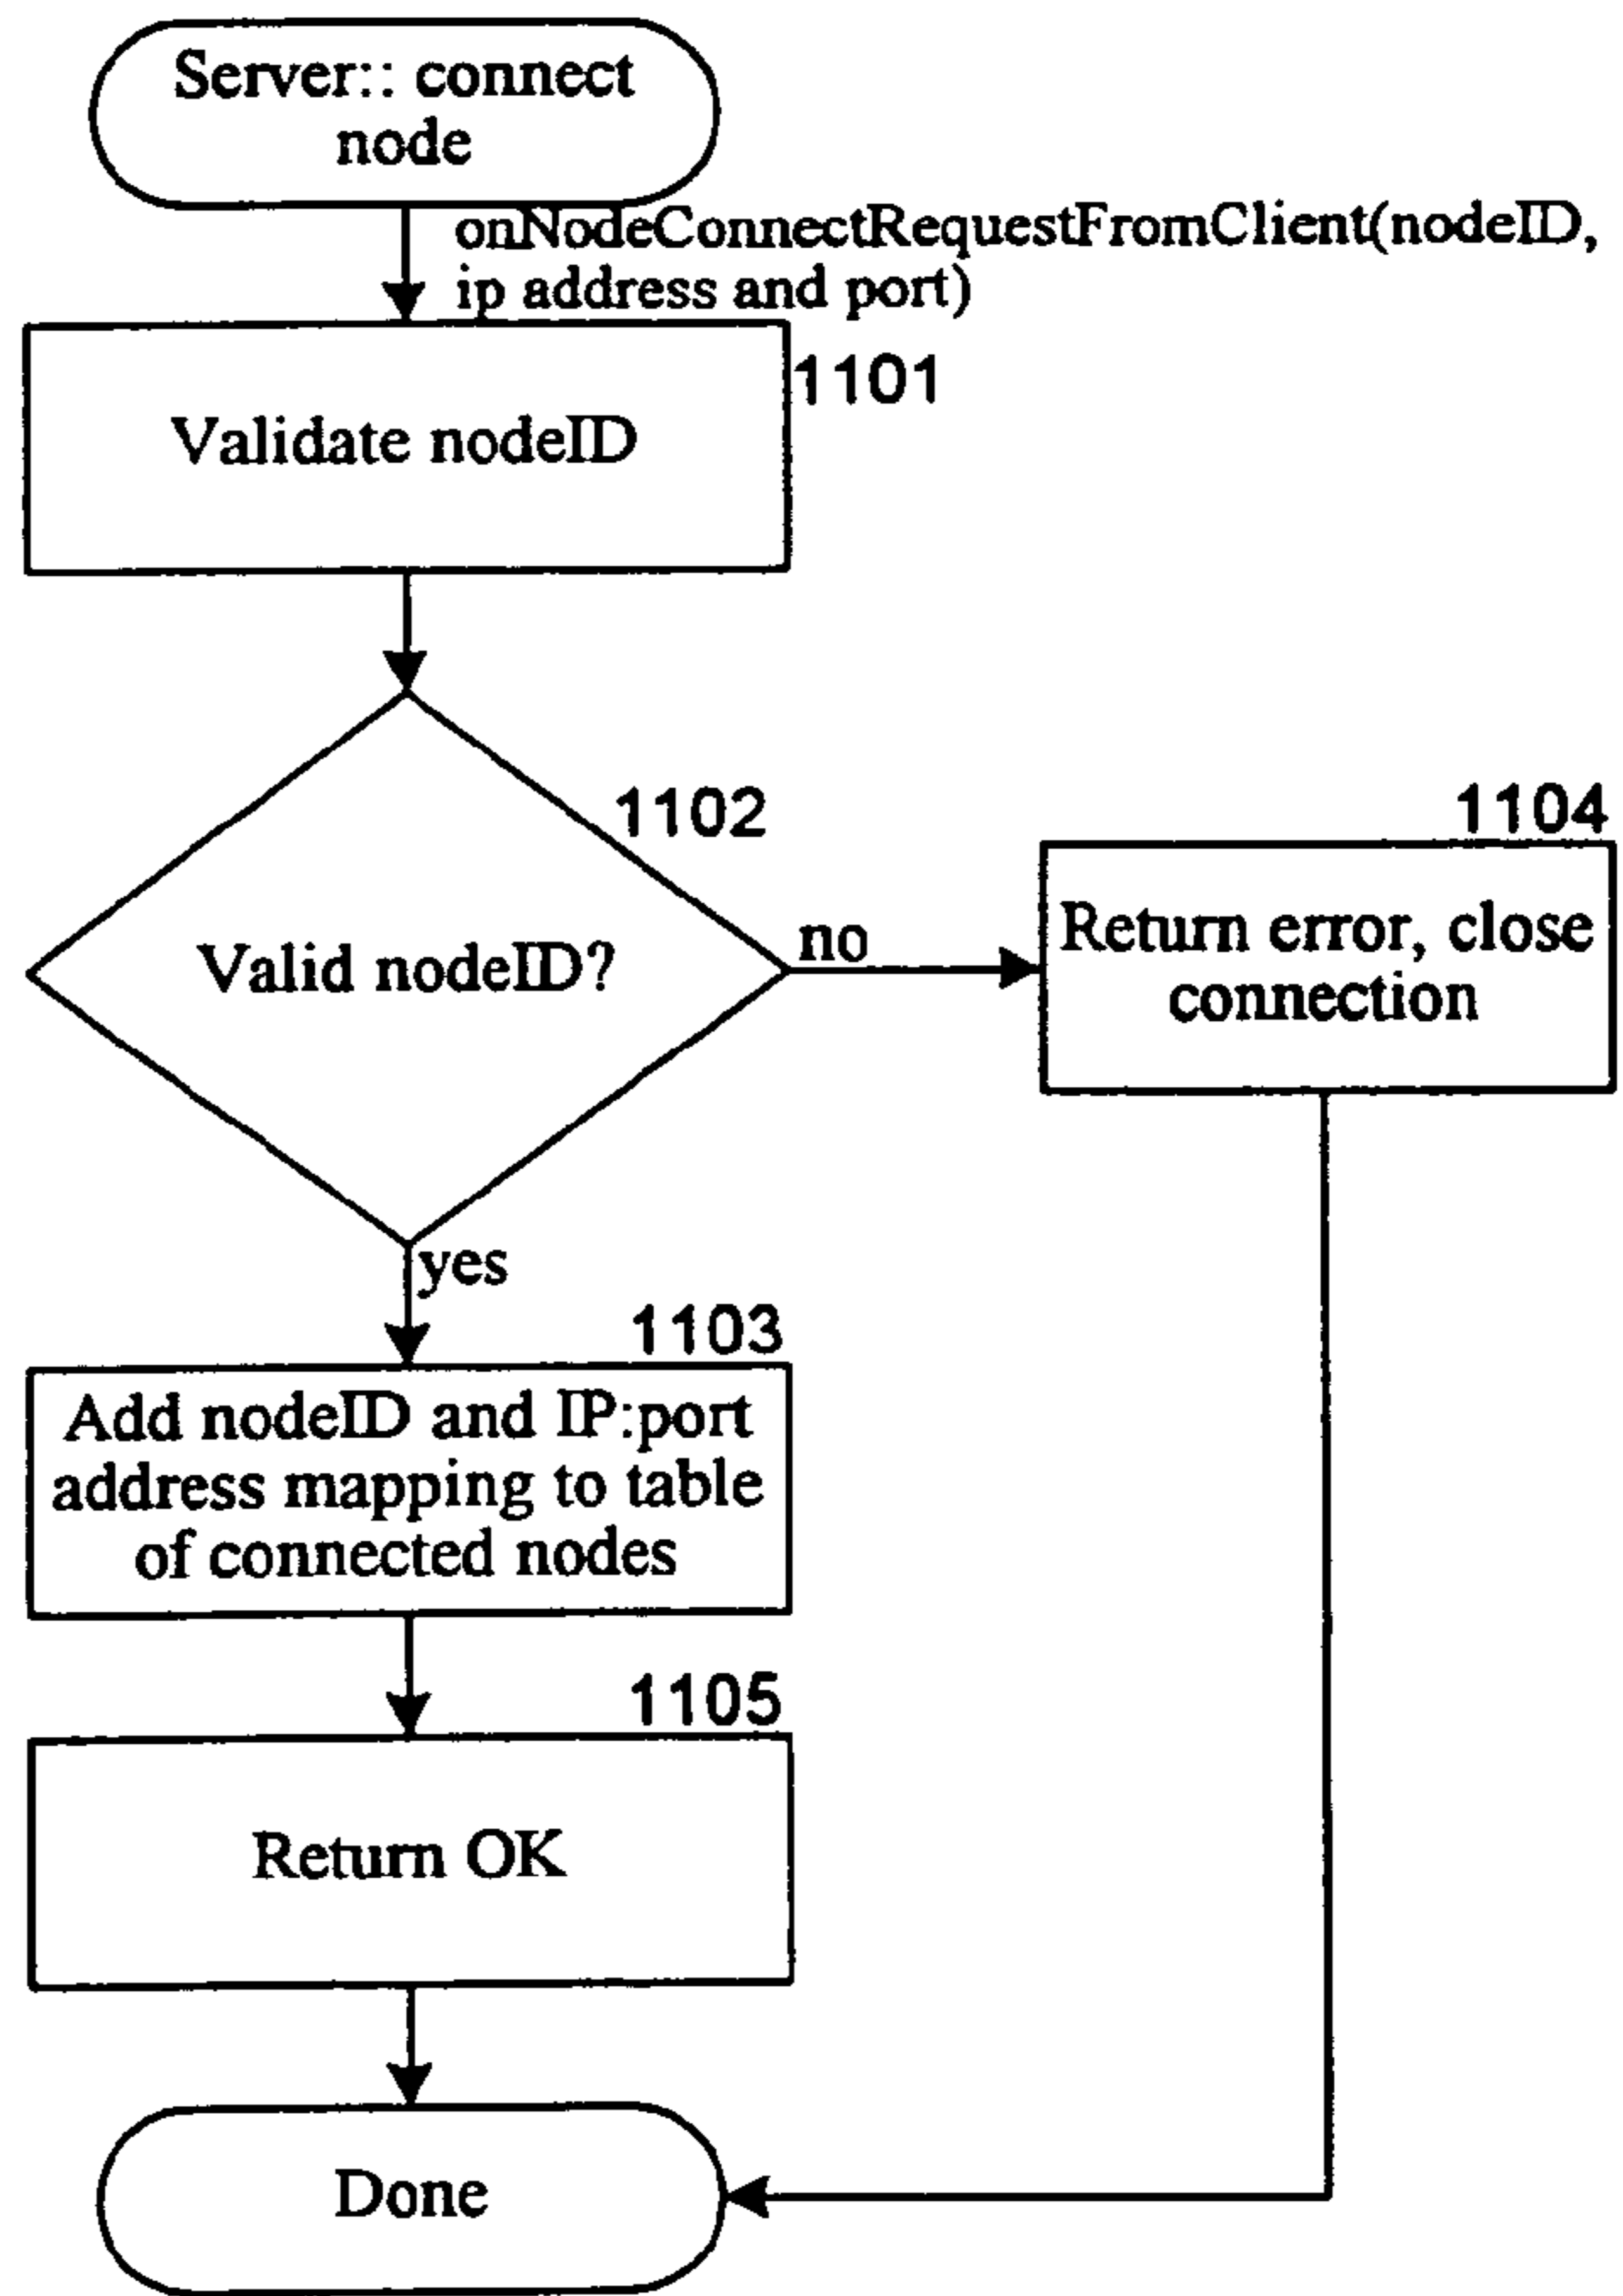 Server:: connect
node
onNodeConnectRequestFromClient(nodeID,
ip address and port)
1101
Validate nodeID
1102
Valid nodeID?
no
1104
Return error, close
connection
yes
1103
Add nodeID and IP:port
address mapping to table
of connected nodes
1105
Return OK
Done